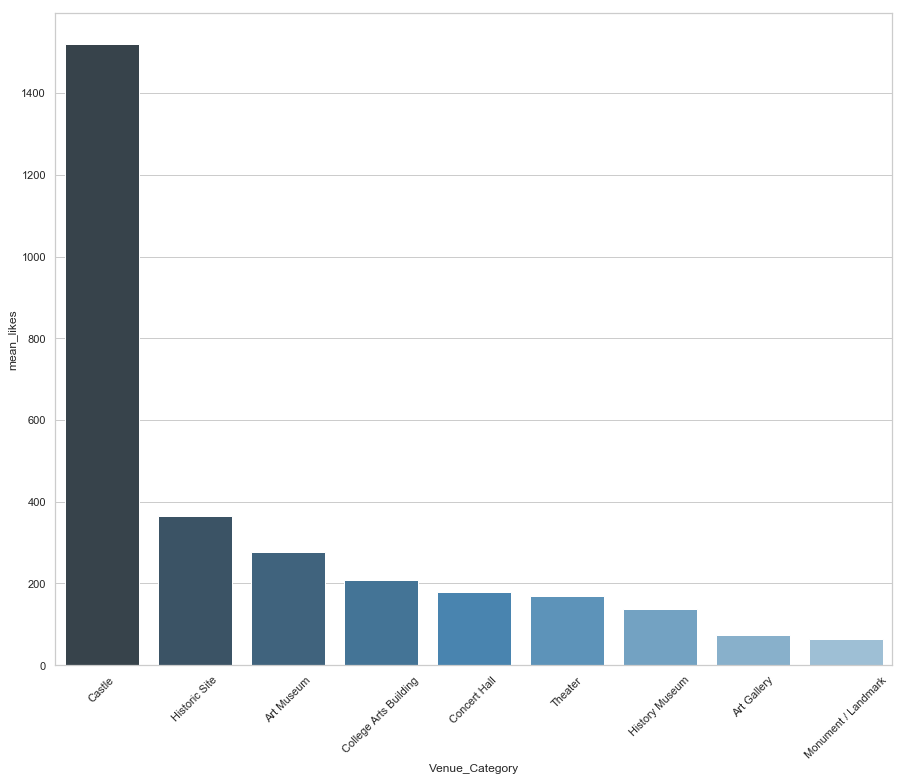 1400
1200
1000
800
600
400
200
0
mean_likes
Castle
Historic Site
Art Museum
College Arts Building
Concert Hall
Theater
History Museum
Art Gallery
Monument / Landmark
Venue_Category